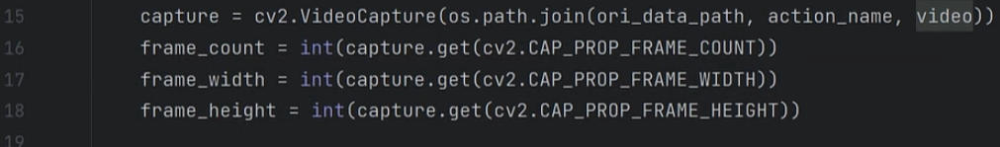 15 capture = cv2.VideoCapture(os.path.join(ori_data_path, action_name, video))
16 frame_count = int(capture.get(cv2.CAP_PROP_FRAME_COUNT))
17 frame_width = int(capture.get(cv2.CAP_PROP_FRAME_WIDTH))
18 frame_height = int(capture.get(cv2.CAP_PROP_FRAME_HEIGHT))
19